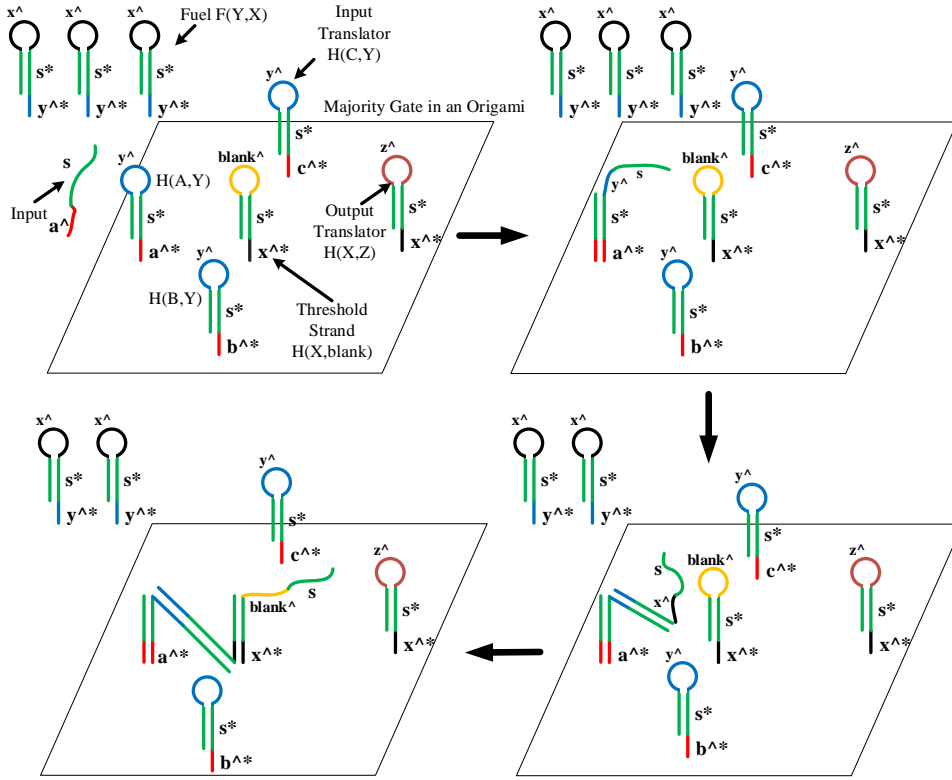 x^ x^ x^
Fuel F(Y,X)
s* s* s*
y^* y^* y^*
Input
Translator
H(C,Y)
y^
s*
c^*
Majority Gate in an Origami
s
Input
a^
y^
H(A,Y)
s*
a^*
blank^
s*
x^*
z^
s*
x^*
Output
Translator
H(X,Z)
y^
H(B,Y)
s*
b^*
Threshold
Strand
H(X,blank)
x^ x^ x^
s* s* s*
y^* y^* y^*
y^
s*
c^*
y^ s
s*
a^*
blank^
s*
x^*
z^
s*
x^*
y^
s*
b^*
x^ x^
s* s*
y^* y^*
y^
s*
c^*
blank^ s
a^*
x^*
z^
s*
x^*
s*
b^*
x^ x^
s* s*
y^* y^*
y^
s*
c^*
s
x^
a^*
blank^
s*
x^*
z^
s*
x^*
y^
s*
b^*